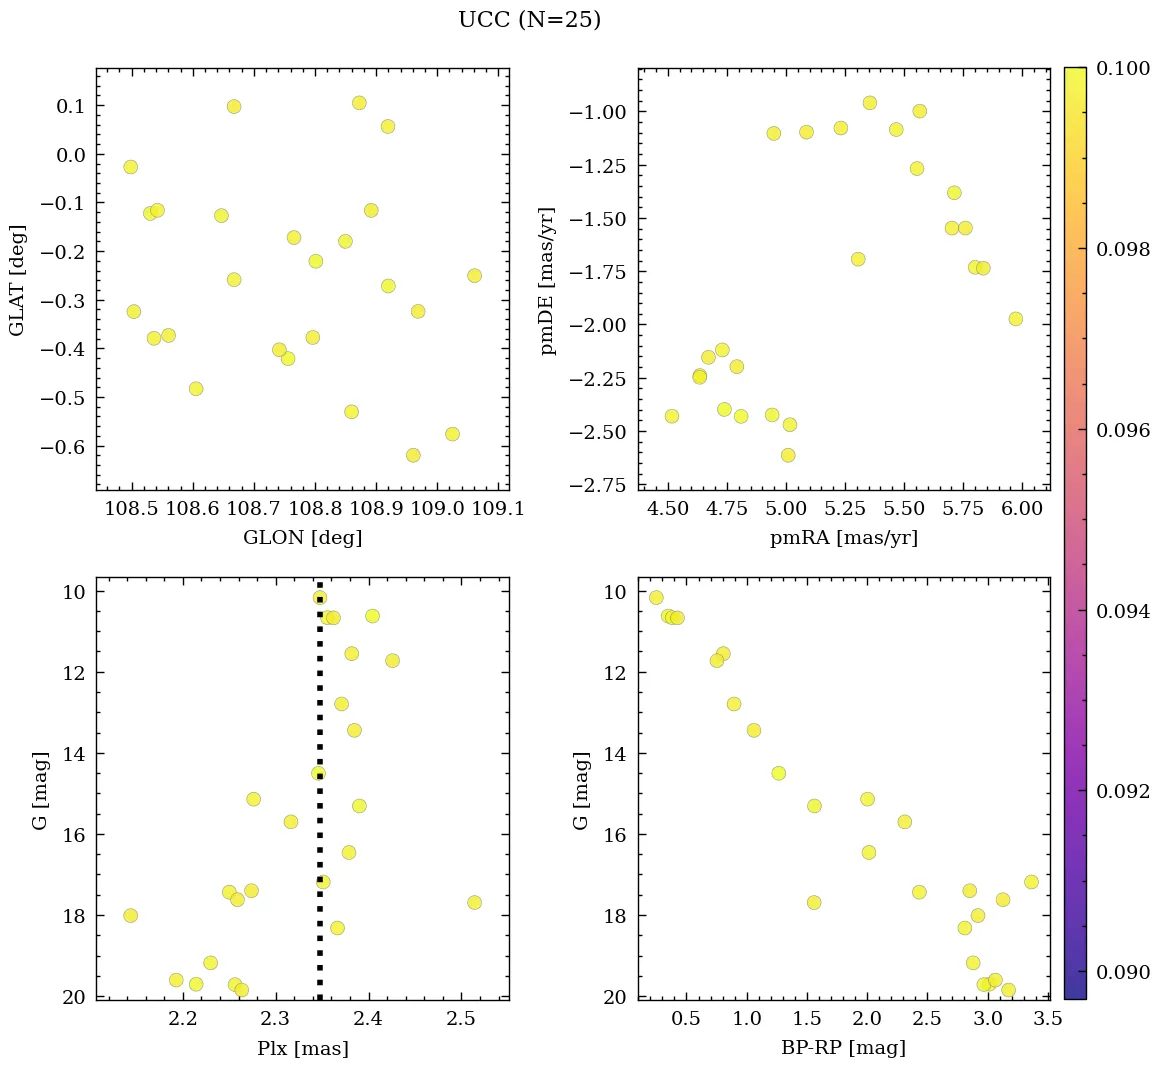 UCC (N=25)
0.1
0.0
−0.1
−0.2
−0.3
−0.4
−0.5
−0.6
GLAT [deg]
108.5 108.6 108.7 108.8 108.9 109.0 109.1
GLON [deg]
−1.00
−1.25
−1.50
−1.75
−2.00
−2.25
−2.50
−2.75
pmDE [mas/yr]
4.50 4.75 5.00 5.25 5.50 5.75 6.00
pmRA [mas/yr]
10
12
14
16
18
20
G [mag]
2.2 2.3 2.4 2.5
Plx [mas]
10
12
14
16
18
20
G [mag]
0.5 1.0 1.5 2.0 2.5 3.0 3.5
BP-RP [mag]
0.100
0.098
0.096
0.094
0.092
0.090